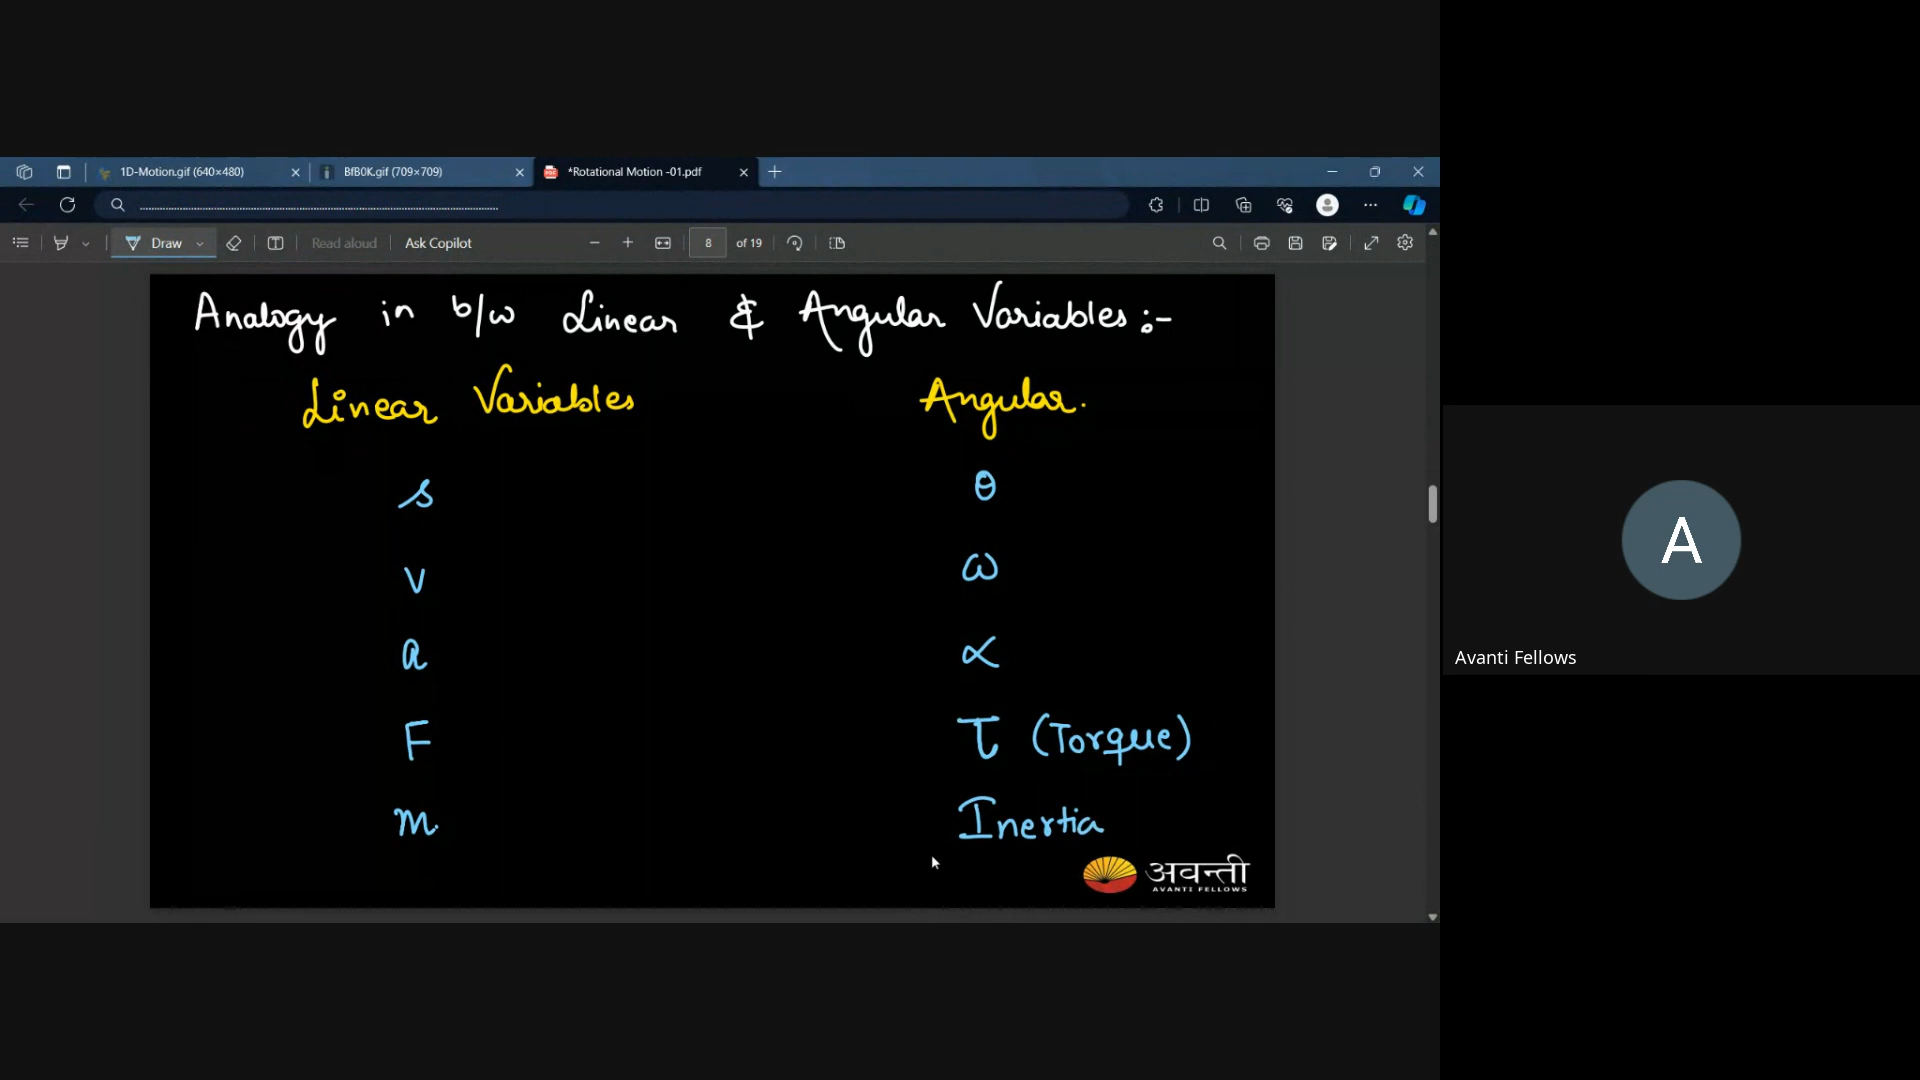 1D-Motion.gif (640×480)
BfB0K.gif (709×709)
*Rotational Motion -01.pdf
Draw
Read aloud
Ask Copilot
8 of 19
Analogy in b/w Linear & Angular Variables :-
Linear Variables Angular.
s θ
v ω
a α
F τ (Torque)
m. Inertia
अवन्ती
AVANTI FELLOWS
A
Avanti Fellows